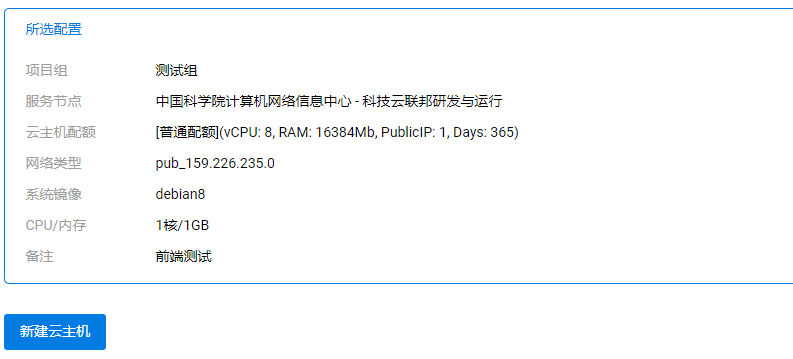 所选配置
项目组 测试组
服务节点 中国科学院计算机网络信息中心 - 科技云联邦研发与运行
云主机配额 [普通配额](vCPU: 8, RAM: 16384Mb, PublicIP: 1, Days: 365)
网络类型 pub_159.226.235.0
系统镜像 debian8
CPU/内存 1核/1GB
备注 前端测试
新建云主机